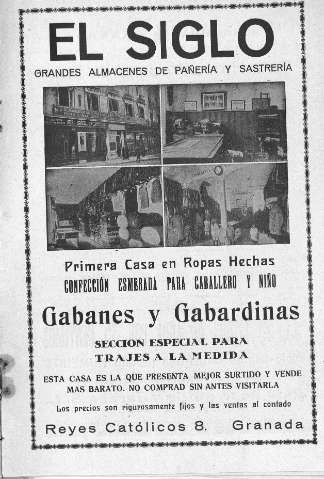 EL SIGLO
GRANDES ALMACENES DE PAÑERÍA Y SASTRERÍA
Primera Casa en Ropas Hechas
CONFECCIÓN ESMERADA PARA CABALLERO Y NIÑO
Gabanes y Gabardinas
SECCION ESPECIAL PARA
TRAJES A LA MEDIDA
ESTA CASA ES LA QUE PRESENTA MEJOR SURTIDO Y VENDE
MAS BARATO. NO COMPRAD SIN ANTES VISITARLA
Los precios son rigurosamente fijos y las ventas al contado
Reyes Católicos 8. Granada